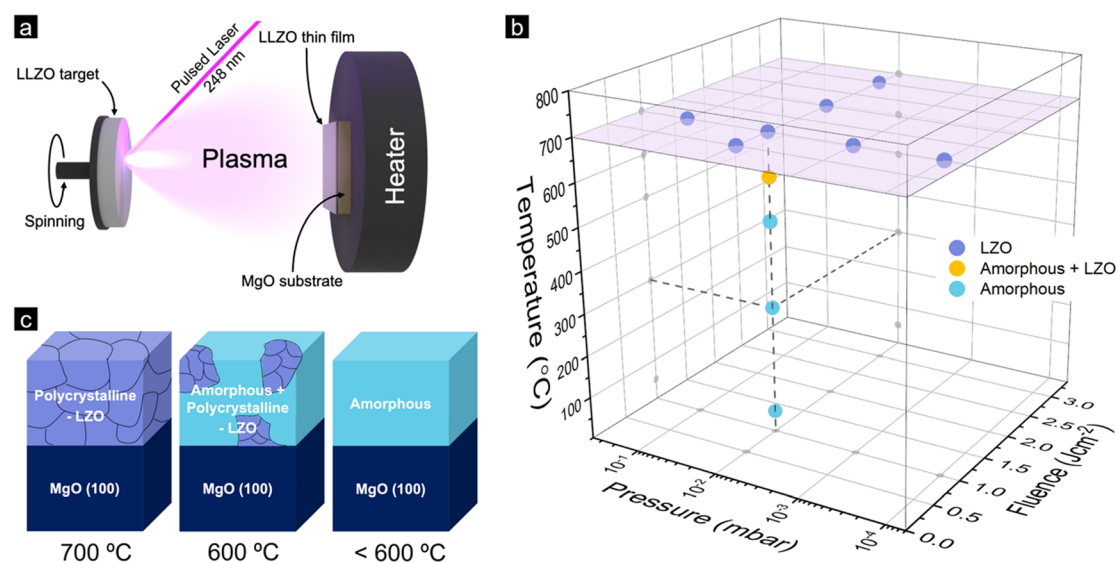 a
LLZO target
Pulsed Laser
248 nm
LLZO thin film
Plasma
Heater
Spinning
MgO substrate
b
800
700
600
500
400
300
200
100
Temperature (°C)
10⁻¹
10⁻²
10⁻³
10⁻⁴
Pressure (mbar)
0.0
0.5
1.0
1.5
2.0
2.5
3.0
Fluence (Jcm⁻²)
LZO
Amorphous + LZO
Amorphous
c
Polycrystalline
- LZO
MgO (100)
700 ºC
Amorphous +
Polycrystalline
- LZO
MgO (100)
600 ºC
Amorphous
MgO (100)
< 600 ºC